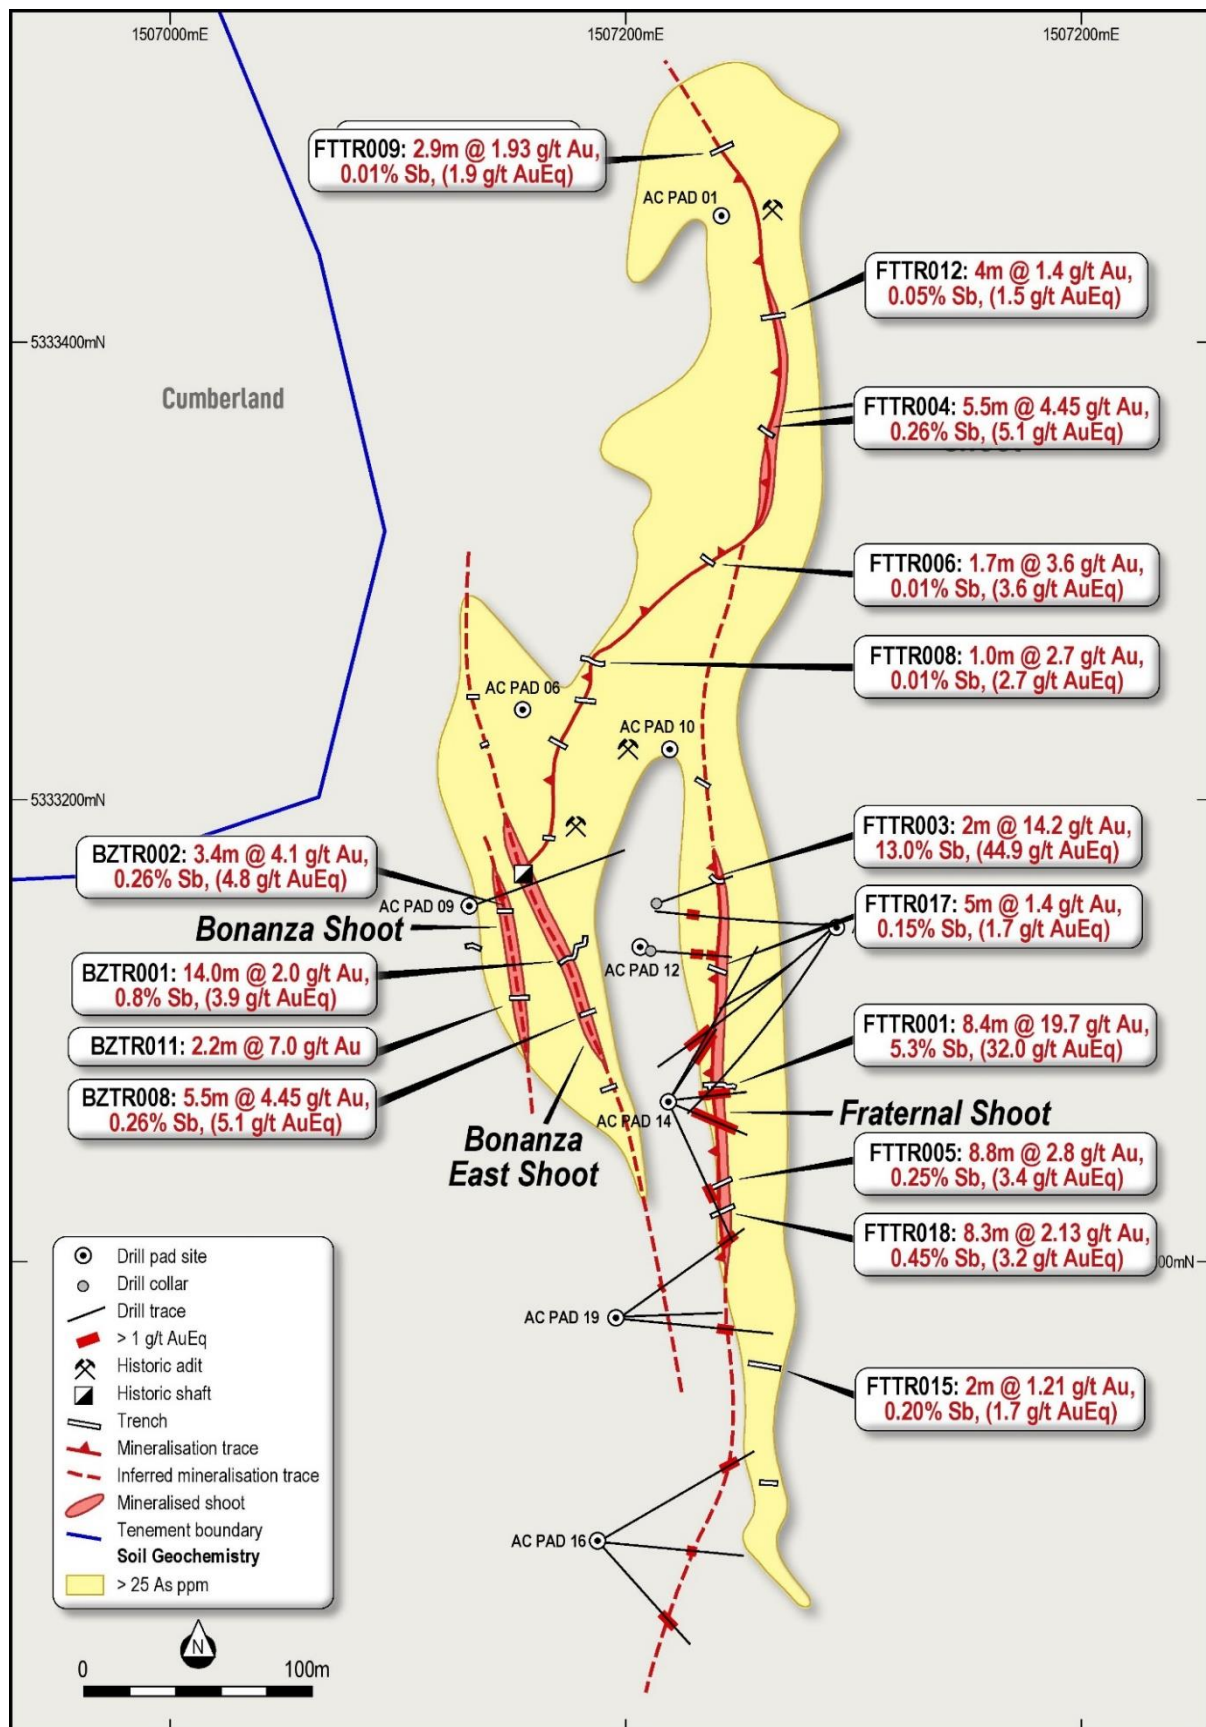 1507000mE
1507200mE
1507200mE
FTTR009: 2.9m @ 1.93 g/t Au,
0.01% Sb, (1.9 g/t AuEq)
AC PAD 01
FTTR012: 4m @ 1.4 g/t Au,
0.05% Sb, (1.5 g/t AuEq)
5333400mN
Cumberland
FTTR004: 5.5m @ 4.45 g/t Au,
0.26% Sb, (5.1 g/t AuEq)
FTTR006: 1.7m @ 3.6 g/t Au,
0.01% Sb, (3.6 g/t AuEq)
FTTR008: 1.0m @ 2.7 g/t Au,
0.01% Sb, (2.7 g/t AuEq)
AC PAD 06
AC PAD 10
5333200mN
FTTR003: 2m @ 14.2 g/t Au,
13.0% Sb, (44.9 g/t AuEq)
BZTR002: 3.4m @ 4.1 g/t Au,
0.26% Sb, (4.8 g/t AuEq)
AC PAD 09
Bonanza Shoot
FTTR017: 5m @ 1.4 g/t Au,
0.15% Sb, (1.7 g/t AuEq)
AC PAD 12
BZTR001: 14.0m @ 2.0 g/t Au,
0.8% Sb, (3.9 g/t AuEq)
BZTR011: 2.2m @ 7.0 g/t Au
FTTR001: 8.4m @ 19.7 g/t Au,
5.3% Sb, (32.0 g/t AuEq)
BZTR008: 5.5m @ 4.45 g/t Au,
0.26% Sb, (5.1 g/t AuEq)
AC PAD 14
Fraternal Shoot
Bonanza
East Shoot
FTTR005: 8.8m @ 2.8 g/t Au,
0.25% Sb, (3.4 g/t AuEq)
FTTR018: 8.3m @ 2.13 g/t Au,
0.45% Sb, (3.2 g/t AuEq)
00mN
AC PAD 19
FTTR015: 2m @ 1.21 g/t Au,
0.20% Sb, (1.7 g/t AuEq)
AC PAD 16
Drill pad site
Drill collar
Drill trace
> 1 g/t AuEq
Historic adit
Historic shaft
Trench
Mineralisation trace
Inferred mineralisation trace
Mineralised shoot
Tenement boundary
Soil Geochemistry
> 25 As ppm
N
0
100m